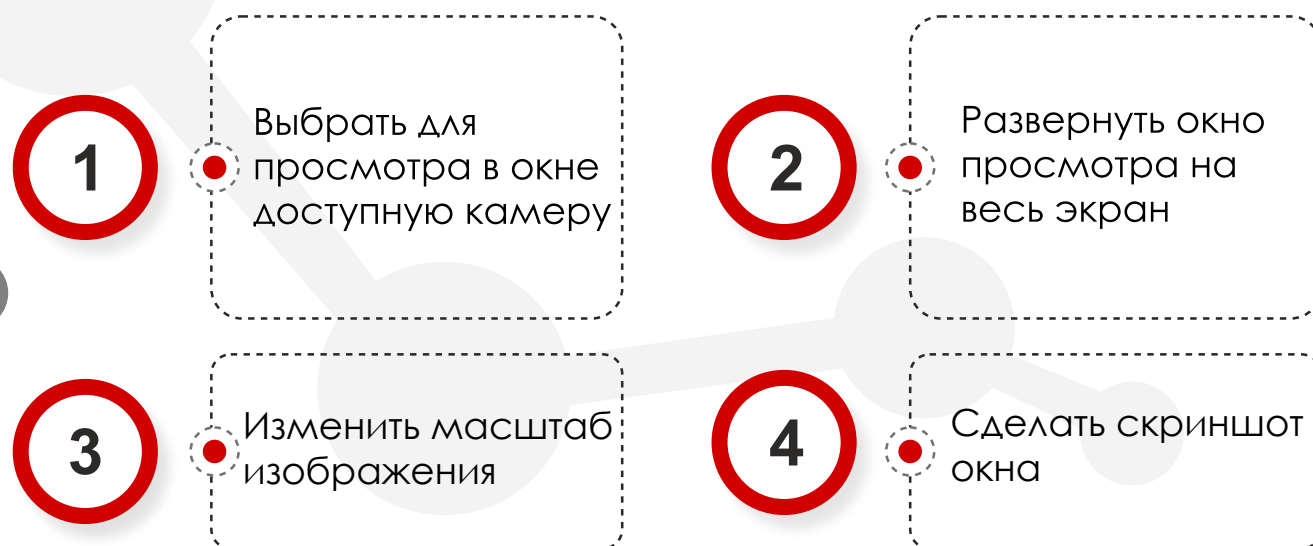 1
Выбрать для
просмотра в окне
доступную камеру
2
Развернуть окно
просмотра на
весь экран
3
Изменить масштаб
изображения
4
Сделать скриншот
окна